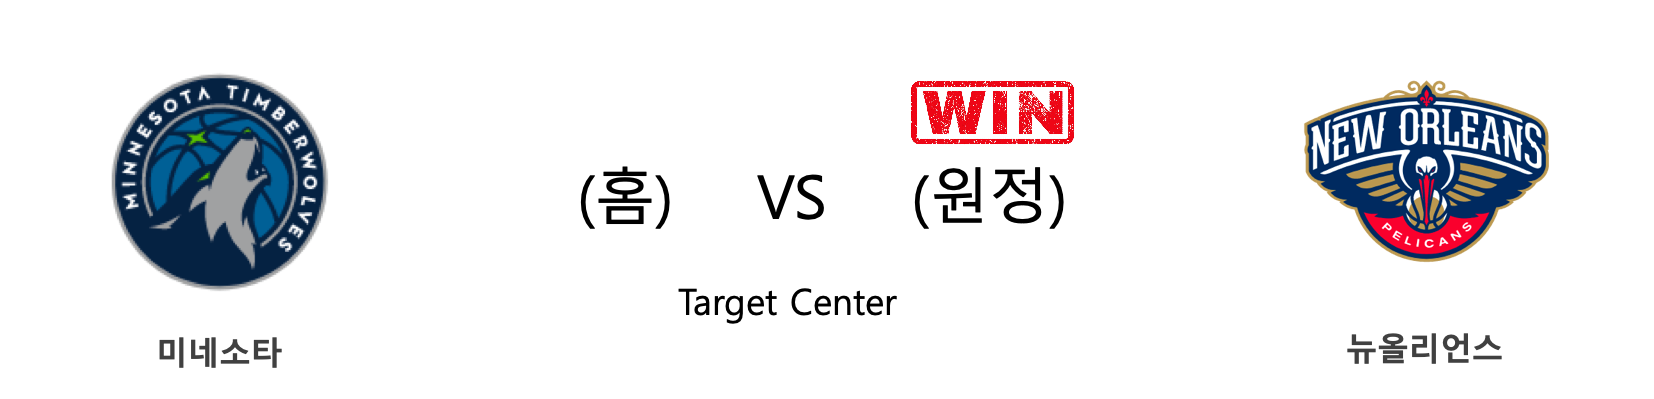 MINNESOTA TIMBERWOLVES
WIN
NEW ORLEANS
PELICANS
(홈) VS (원정)
Target Center
미네소타
뉴올리언스